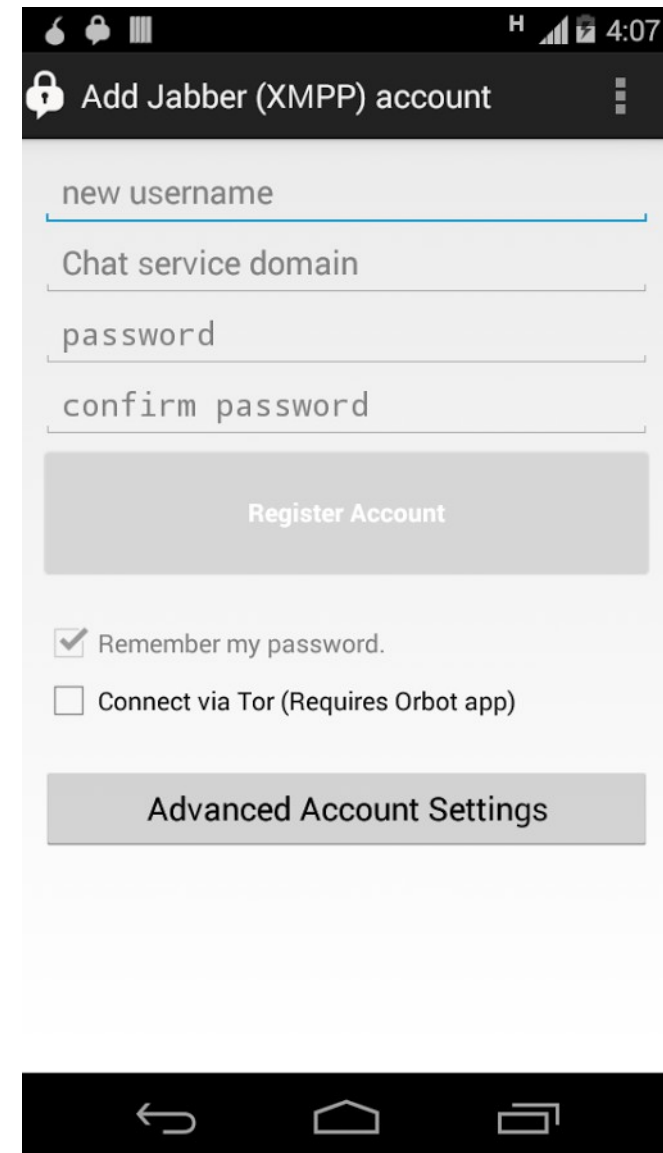 H 4:07
Add Jabber (XMPP) account
new username
Chat service domain
password
confirm password
Register Account
Remember my password.
Connect via Tor (Requires Orbot app)
Advanced Account Settings